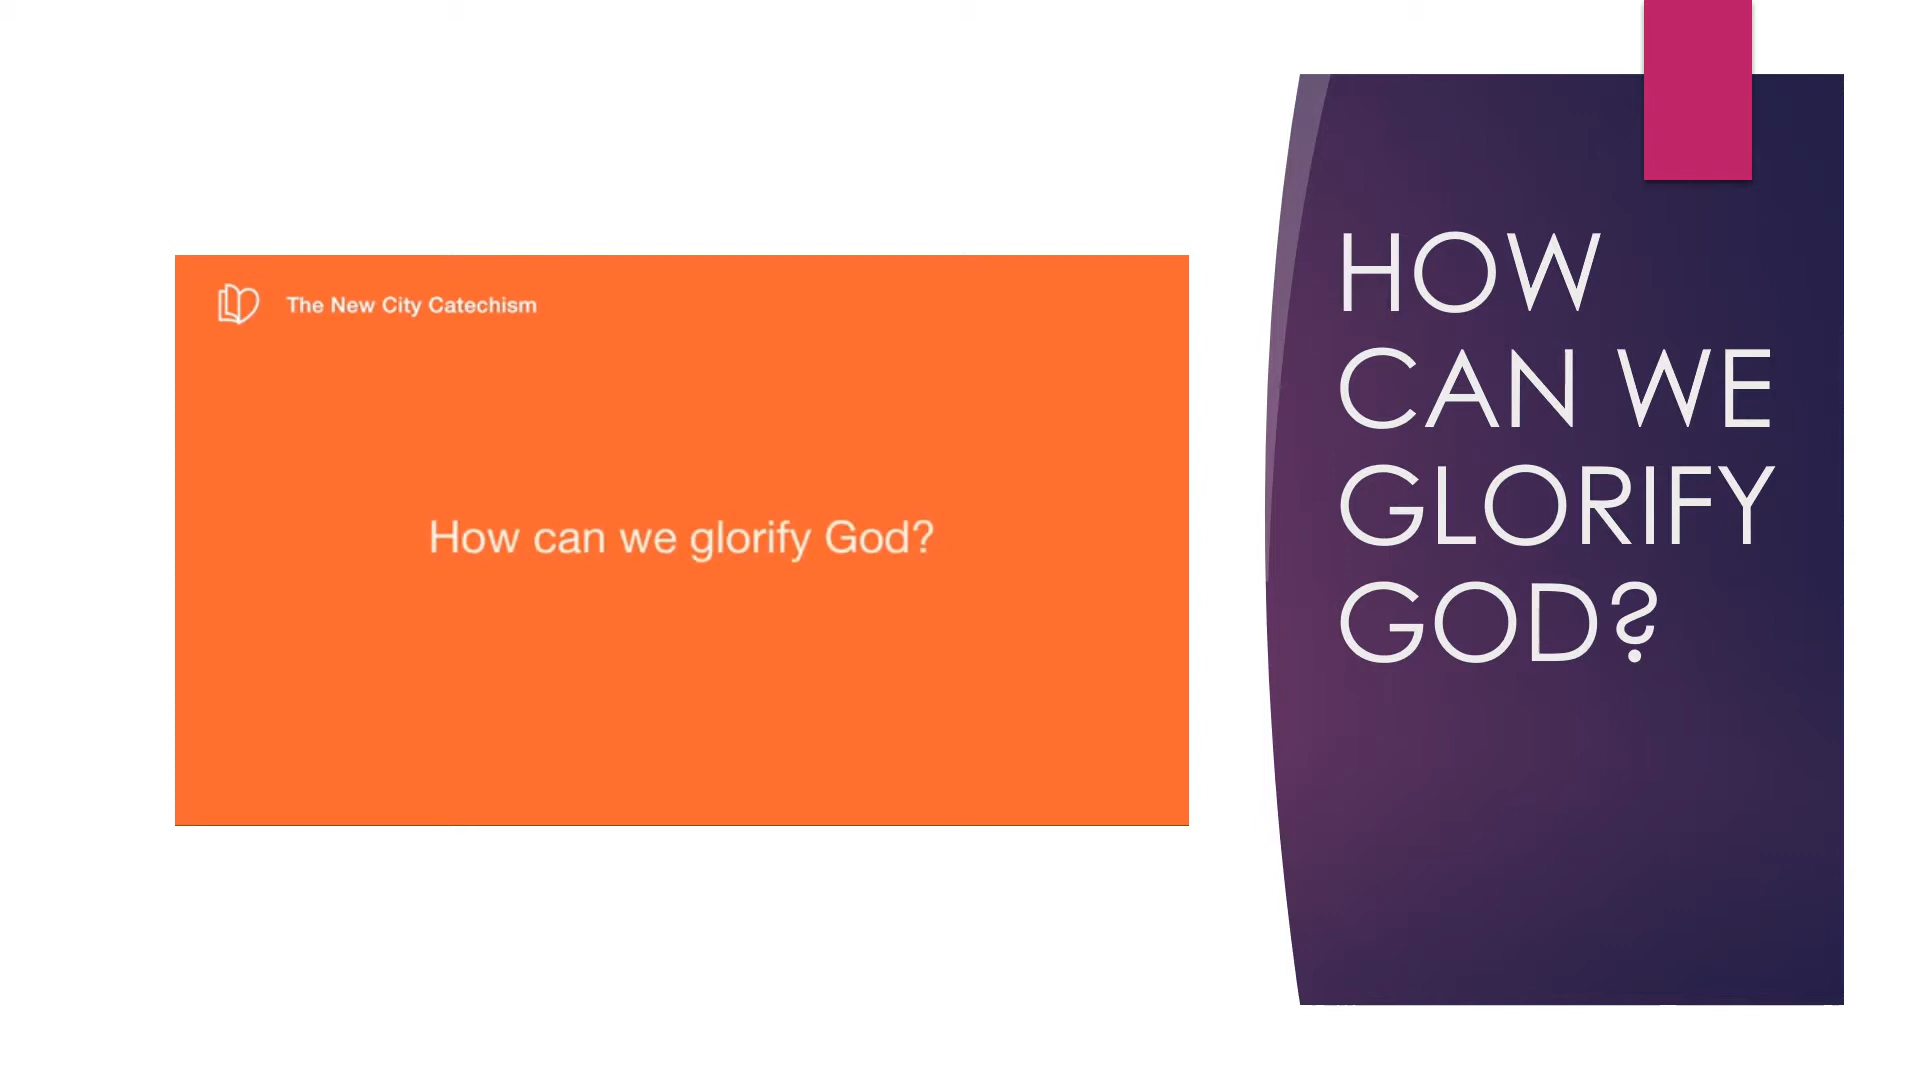 The New City Catechism
How can we glorify God?
HOW
CAN WE
GLORIFY
GOD?